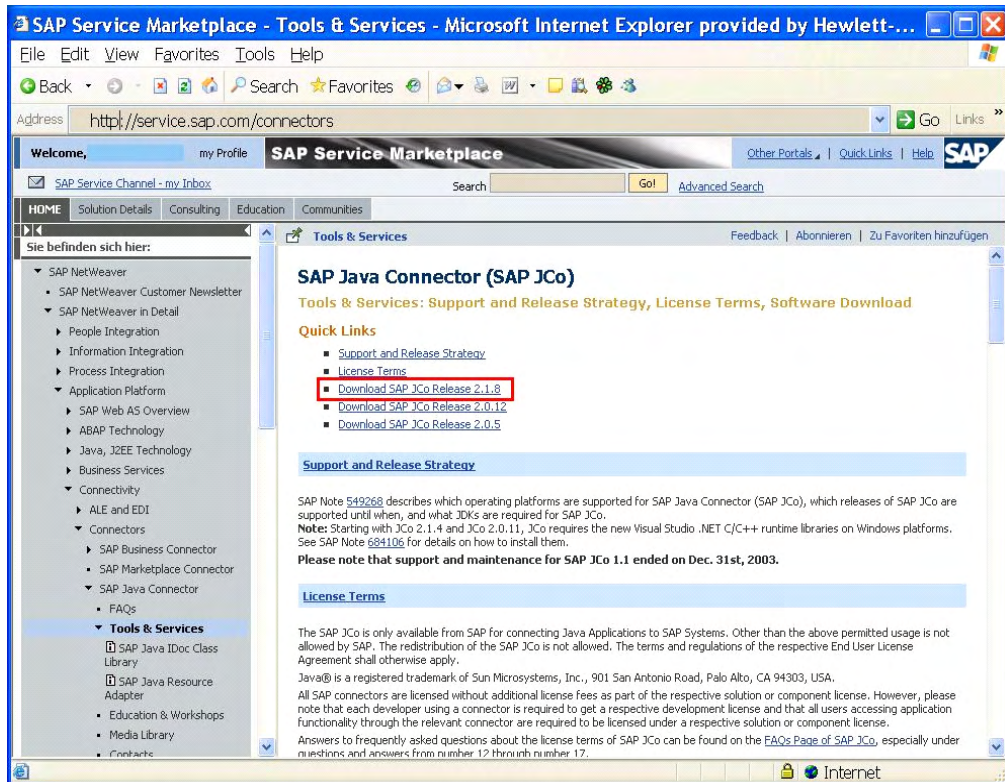 SAP Service Marketplace - Tools & Services - Microsoft Internet Explorer provided by Hewlett-...
File Edit View Favorites Tools Help
Back Search Favorites
Address http://service.sap.com/connectors Go Links »
Welcome, my Profile SAP Service Marketplace Other Portals | Quick Links | Help SAP
SAP Service Channel - my Inbox Search Go! Advanced Search
HOME Solution Details Consulting Education Communities
Sie befinden sich hier:
SAP NetWeaver
SAP NetWeaver Customer Newsletter
SAP NetWeaver in Detail
People Integration
Information Integration
Process Integration
Application Platform
SAP Web AS Overview
ABAP Technology
Java, J2EE Technology
Business Services
Connectivity
ALE and EDI
Connectors
SAP Business Connector
SAP Marketplace Connector
SAP Java Connector
FAQs
Tools & Services
SAP Java IDoc Class
Library
SAP Java Resource
Adapter
Education & Workshops
Media Library
Contacts
Tools & Services Feedback | Abonnieren | Zu Favoriten hinzufügen
SAP Java Connector (SAP JCo)
Tools & Services: Support and Release Strategy, License Terms, Software Download
Quick Links
Support and Release Strategy
License Terms
Download SAP JCo Release 2.1.8
Download SAP JCo Release 2.0.12
Download SAP JCo Release 2.0.5
Support and Release Strategy
SAP Note 549268 describes which operating platforms are supported for SAP Java Connector (SAP JCo), which releases of SAP JCo are
supported until when, and what JDKs are required for SAP JCo.
Note: Starting with JCo 2.1.4 and JCo 2.0.11, JCo requires the new Visual Studio .NET C/C++ runtime libraries on Windows platforms.
See SAP Note 684106 for details on how to install them.
Please note that support and maintenance for SAP JCo 1.1 ended on Dec. 31st, 2003.
License Terms
The SAP JCo is only available from SAP for connecting Java Applications to SAP Systems. Other than the above permitted usage is not
allowed by SAP. The redistribution of the SAP JCo is not allowed. The terms and regulations of the respective End User License
Agreement shall otherwise apply.
Java® is a registered trademark of Sun Microsystems, Inc., 901 San Antonio Road, Palo Alto, CA 94303, USA.
All SAP connectors are licensed without additional license fees as part of the respective solution or component license. However, please
note that each developer using a connector is required to get a respective development license and that all users accessing application
functionality through the relevant connector are required to be licensed under a respective solution or component license.
Answers to frequently asked questions about the license terms of SAP JCo can be found on the FAQs Page of SAP JCo, especially under
questions and answers from number 12 through number 17.
Internet